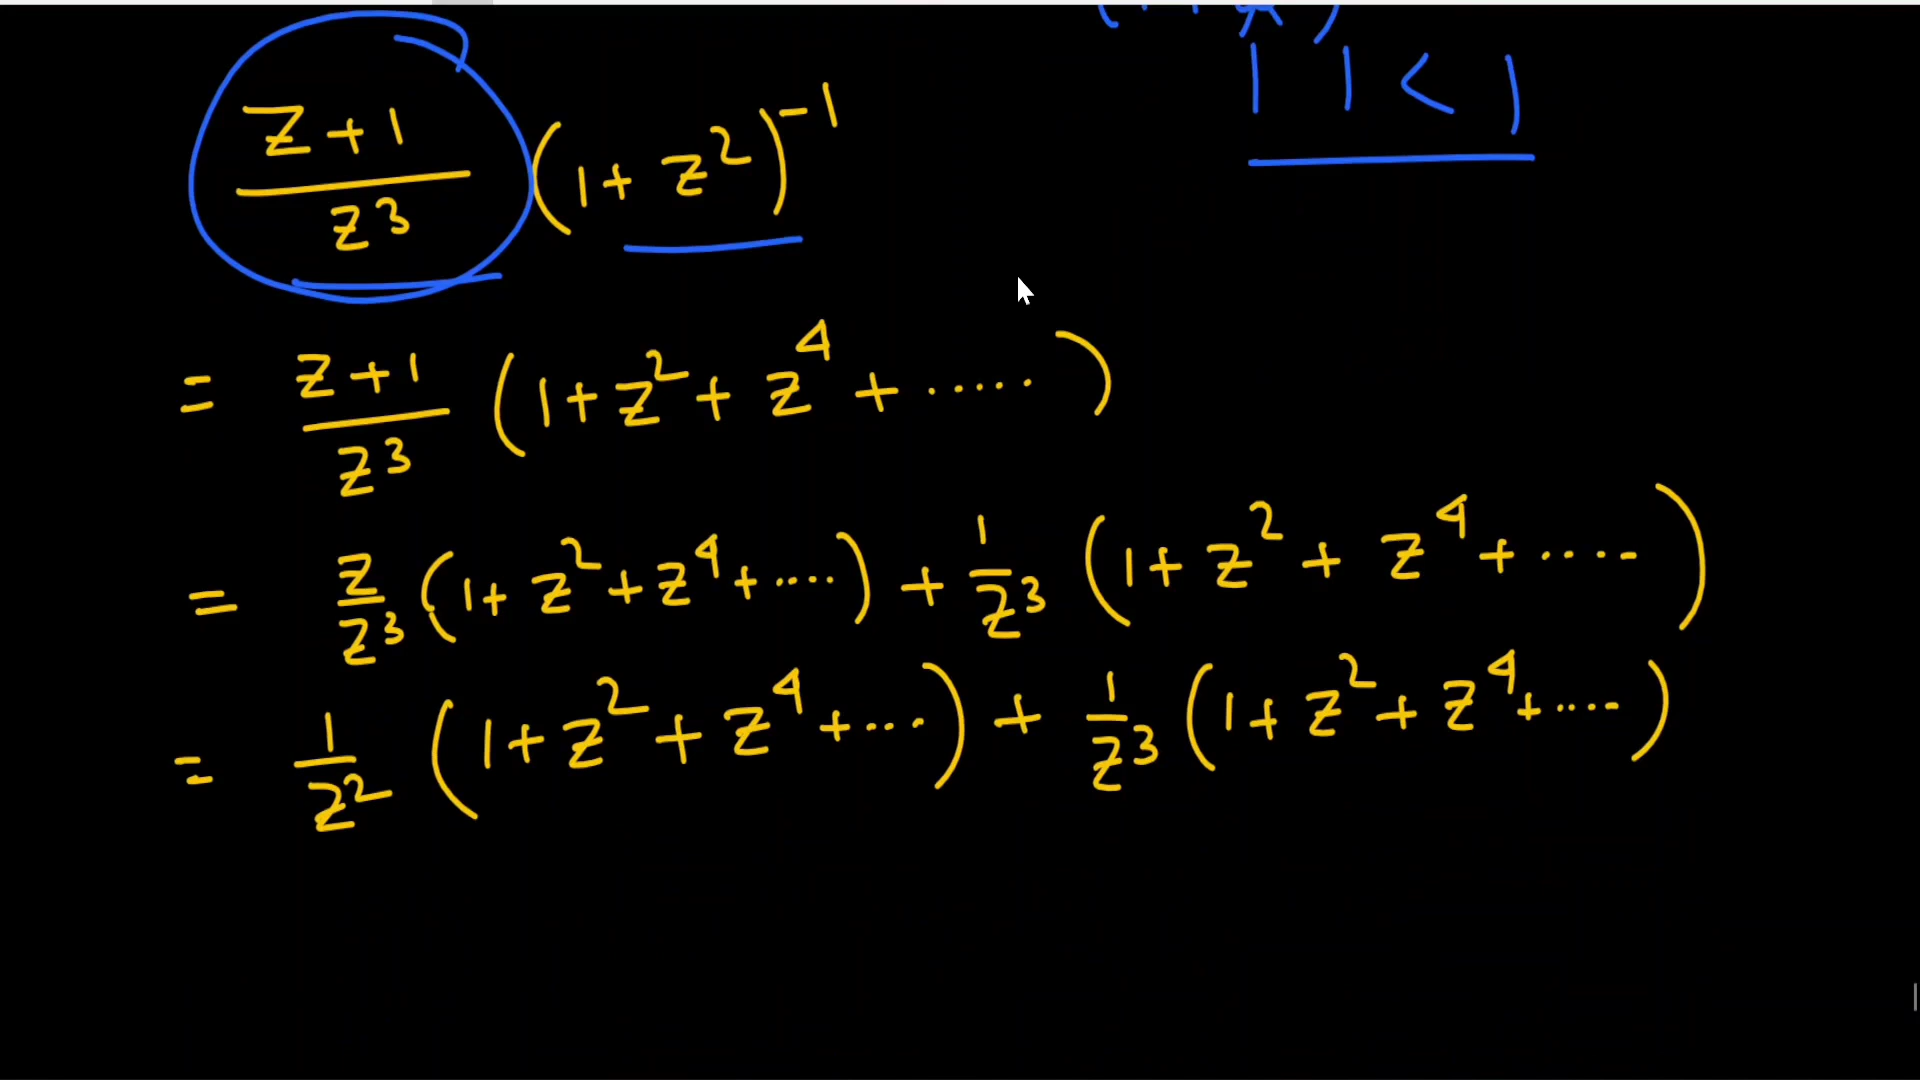 | | < 1
z+1/z³ (1+z²)⁻¹
= z+1/z³ (1+z²+z⁴+.....)
= z/z³ (1+z²+z⁴+....) + 1/z³ (1+z²+z⁴+....)
= 1/z² (1+z²+z⁴+...) + 1/z³ (1+z²+z⁴+....)